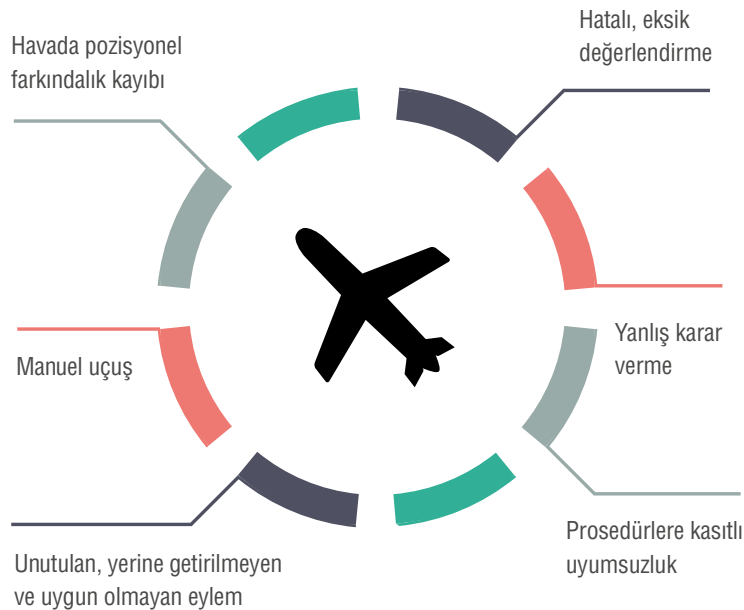 Havada pozisyonel
farkındalık kayıbı
Hatalı, eksik
değerlendirme
Manuel uçuş
Yanlış karar
verme
Unutulan, yerine getirilmeyen
ve uygun olmayan eylem
Prosedürlere kasıtlı
uyumsuzluk